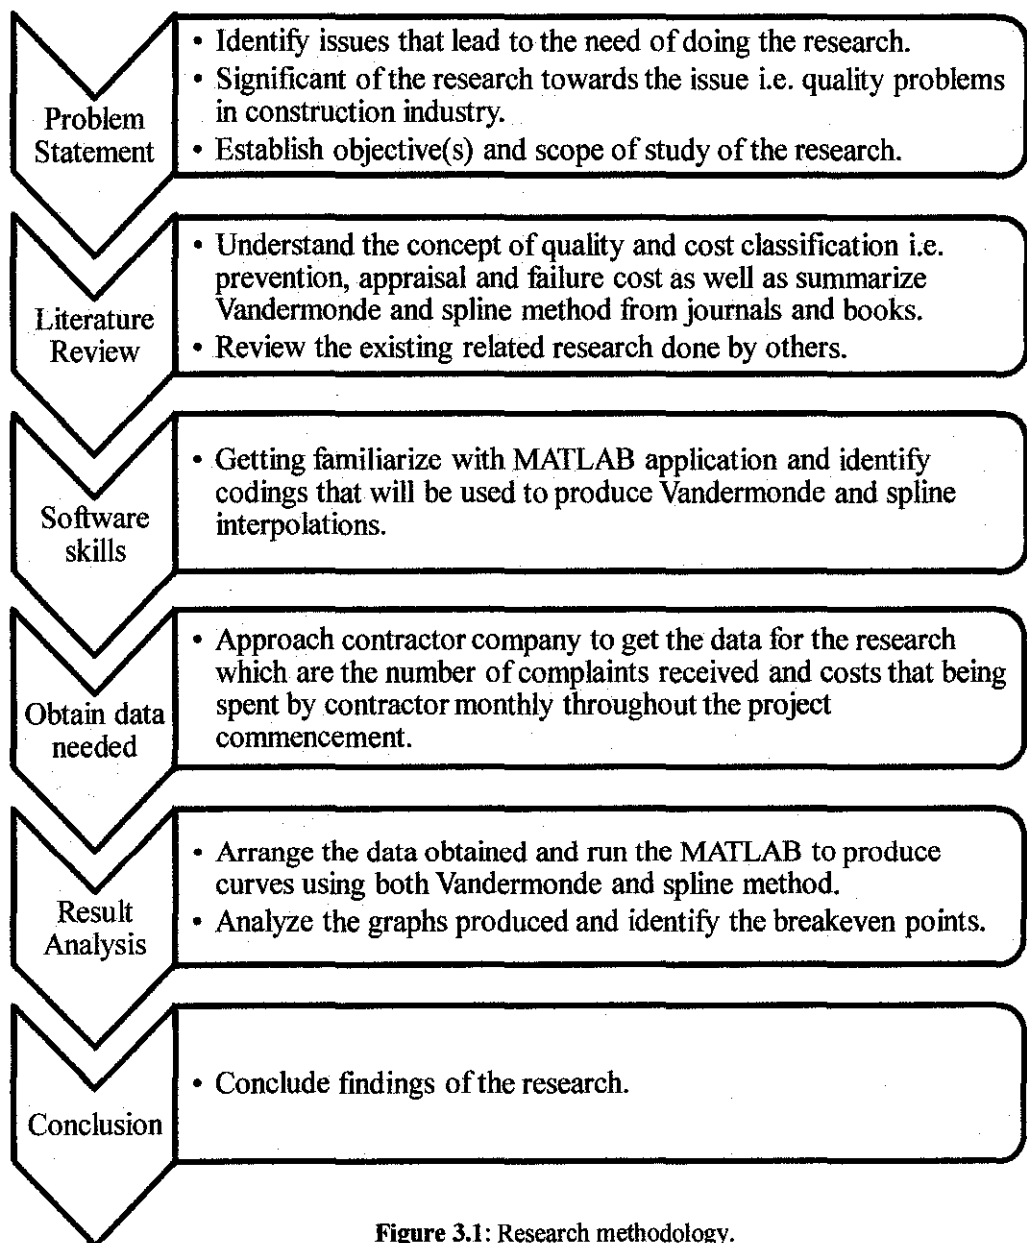 Problem
Statement
• Identify issues that lead to the need of doing the research.
• Significant of the research towards the issue i.e. quality problems
in construction industry.
• Establish objective(s) and scope of study of the research.
Literature
Review
• Understand the concept of quality and cost classification i.e.
prevention, appraisal and failure cost as well as summarize
Vandermonde and spline method from journals and books.
• Review the existing related research done by others.
Software
skills
• Getting familiarize with MATLAB application and identify
codings that will be used to produce Vandermonde and spline
interpolations.
Obtain data
needed
• Approach contractor company to get the data for the research
which are the number of complaints received and costs that being
spent by contractor monthly throughout the project
commencement.
Result
Analysis
• Arrange the data obtained and run the MATLAB to produce
curves using both Vandermonde and spline method.
• Analyze the graphs produced and identify the breakeven points.
Conclusion
• Conclude findings of the research.
Figure 3.1: Research methodology.